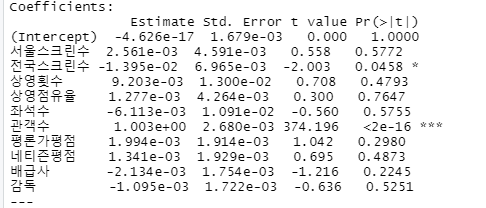 Coefficients:
Estimate Std. Error t value Pr(>|t|)
(Intercept) -4.626e-17 1.679e-03 0.000 1.0000
서울스크린수 2.561e-03 4.591e-03 0.558 0.5772
전국스크린수 -1.395e-02 6.965e-03 -2.003 0.0458 *
상영횟수 9.203e-03 1.300e-02 0.708 0.4793
상영점유율 1.277e-03 4.264e-03 0.300 0.7647
좌석수 -6.113e-03 1.091e-02 -0.560 0.5755
관객수 1.003e+00 2.680e-03 374.196 <2e-16 ***
평론가평점 1.994e-03 1.914e-03 1.042 0.2980
네티즌평점 1.341e-03 1.929e-03 0.695 0.4873
배급사 -2.134e-03 1.754e-03 -1.216 0.2245
감독 -1.095e-03 1.722e-03 -0.636 0.5251
---